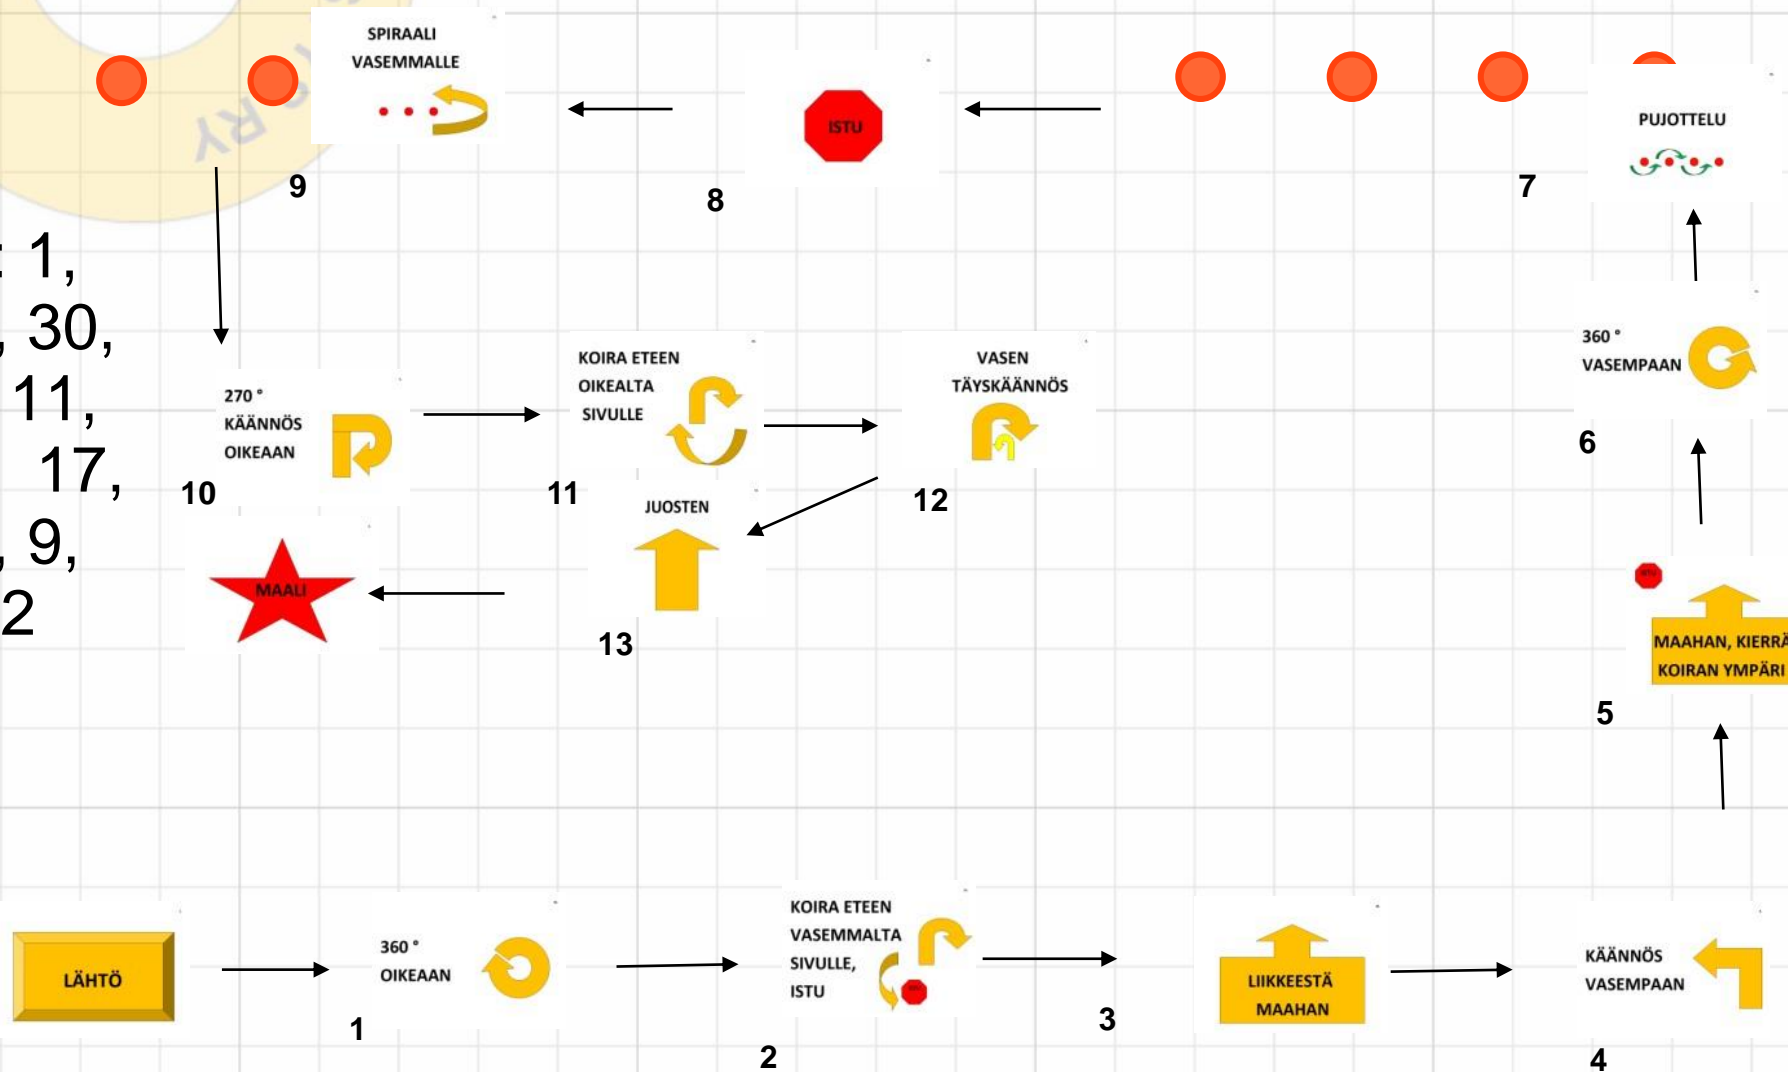 SPIRAALI
VASEMMALLE
9
ISTU
8
PUJOTTELU
7
RY
: 1,
, 30,
11,
17,
, 9,
2
270 °
KÄÄNNÖS
OIKEAAN
10
KOIRA ETEEN
OIKEALTA
SIVULLE
11
VASEN
TÄYSKÄÄNNÖS
12
360 °
VASEMPAAN
6
JUOSTEN
13
MAALI
MAAHAN, KIERRÄ
KOIRAN YMPÄRI
5
LÄHTÖ
360 °
OIKEAAN
1
KOIRA ETEEN
VASEMMALTA
SIVULLE,
ISTU
2
LIIKKEESTÄ
MAAHAN
3
KÄÄNNÖS
VASEMPAAN
4